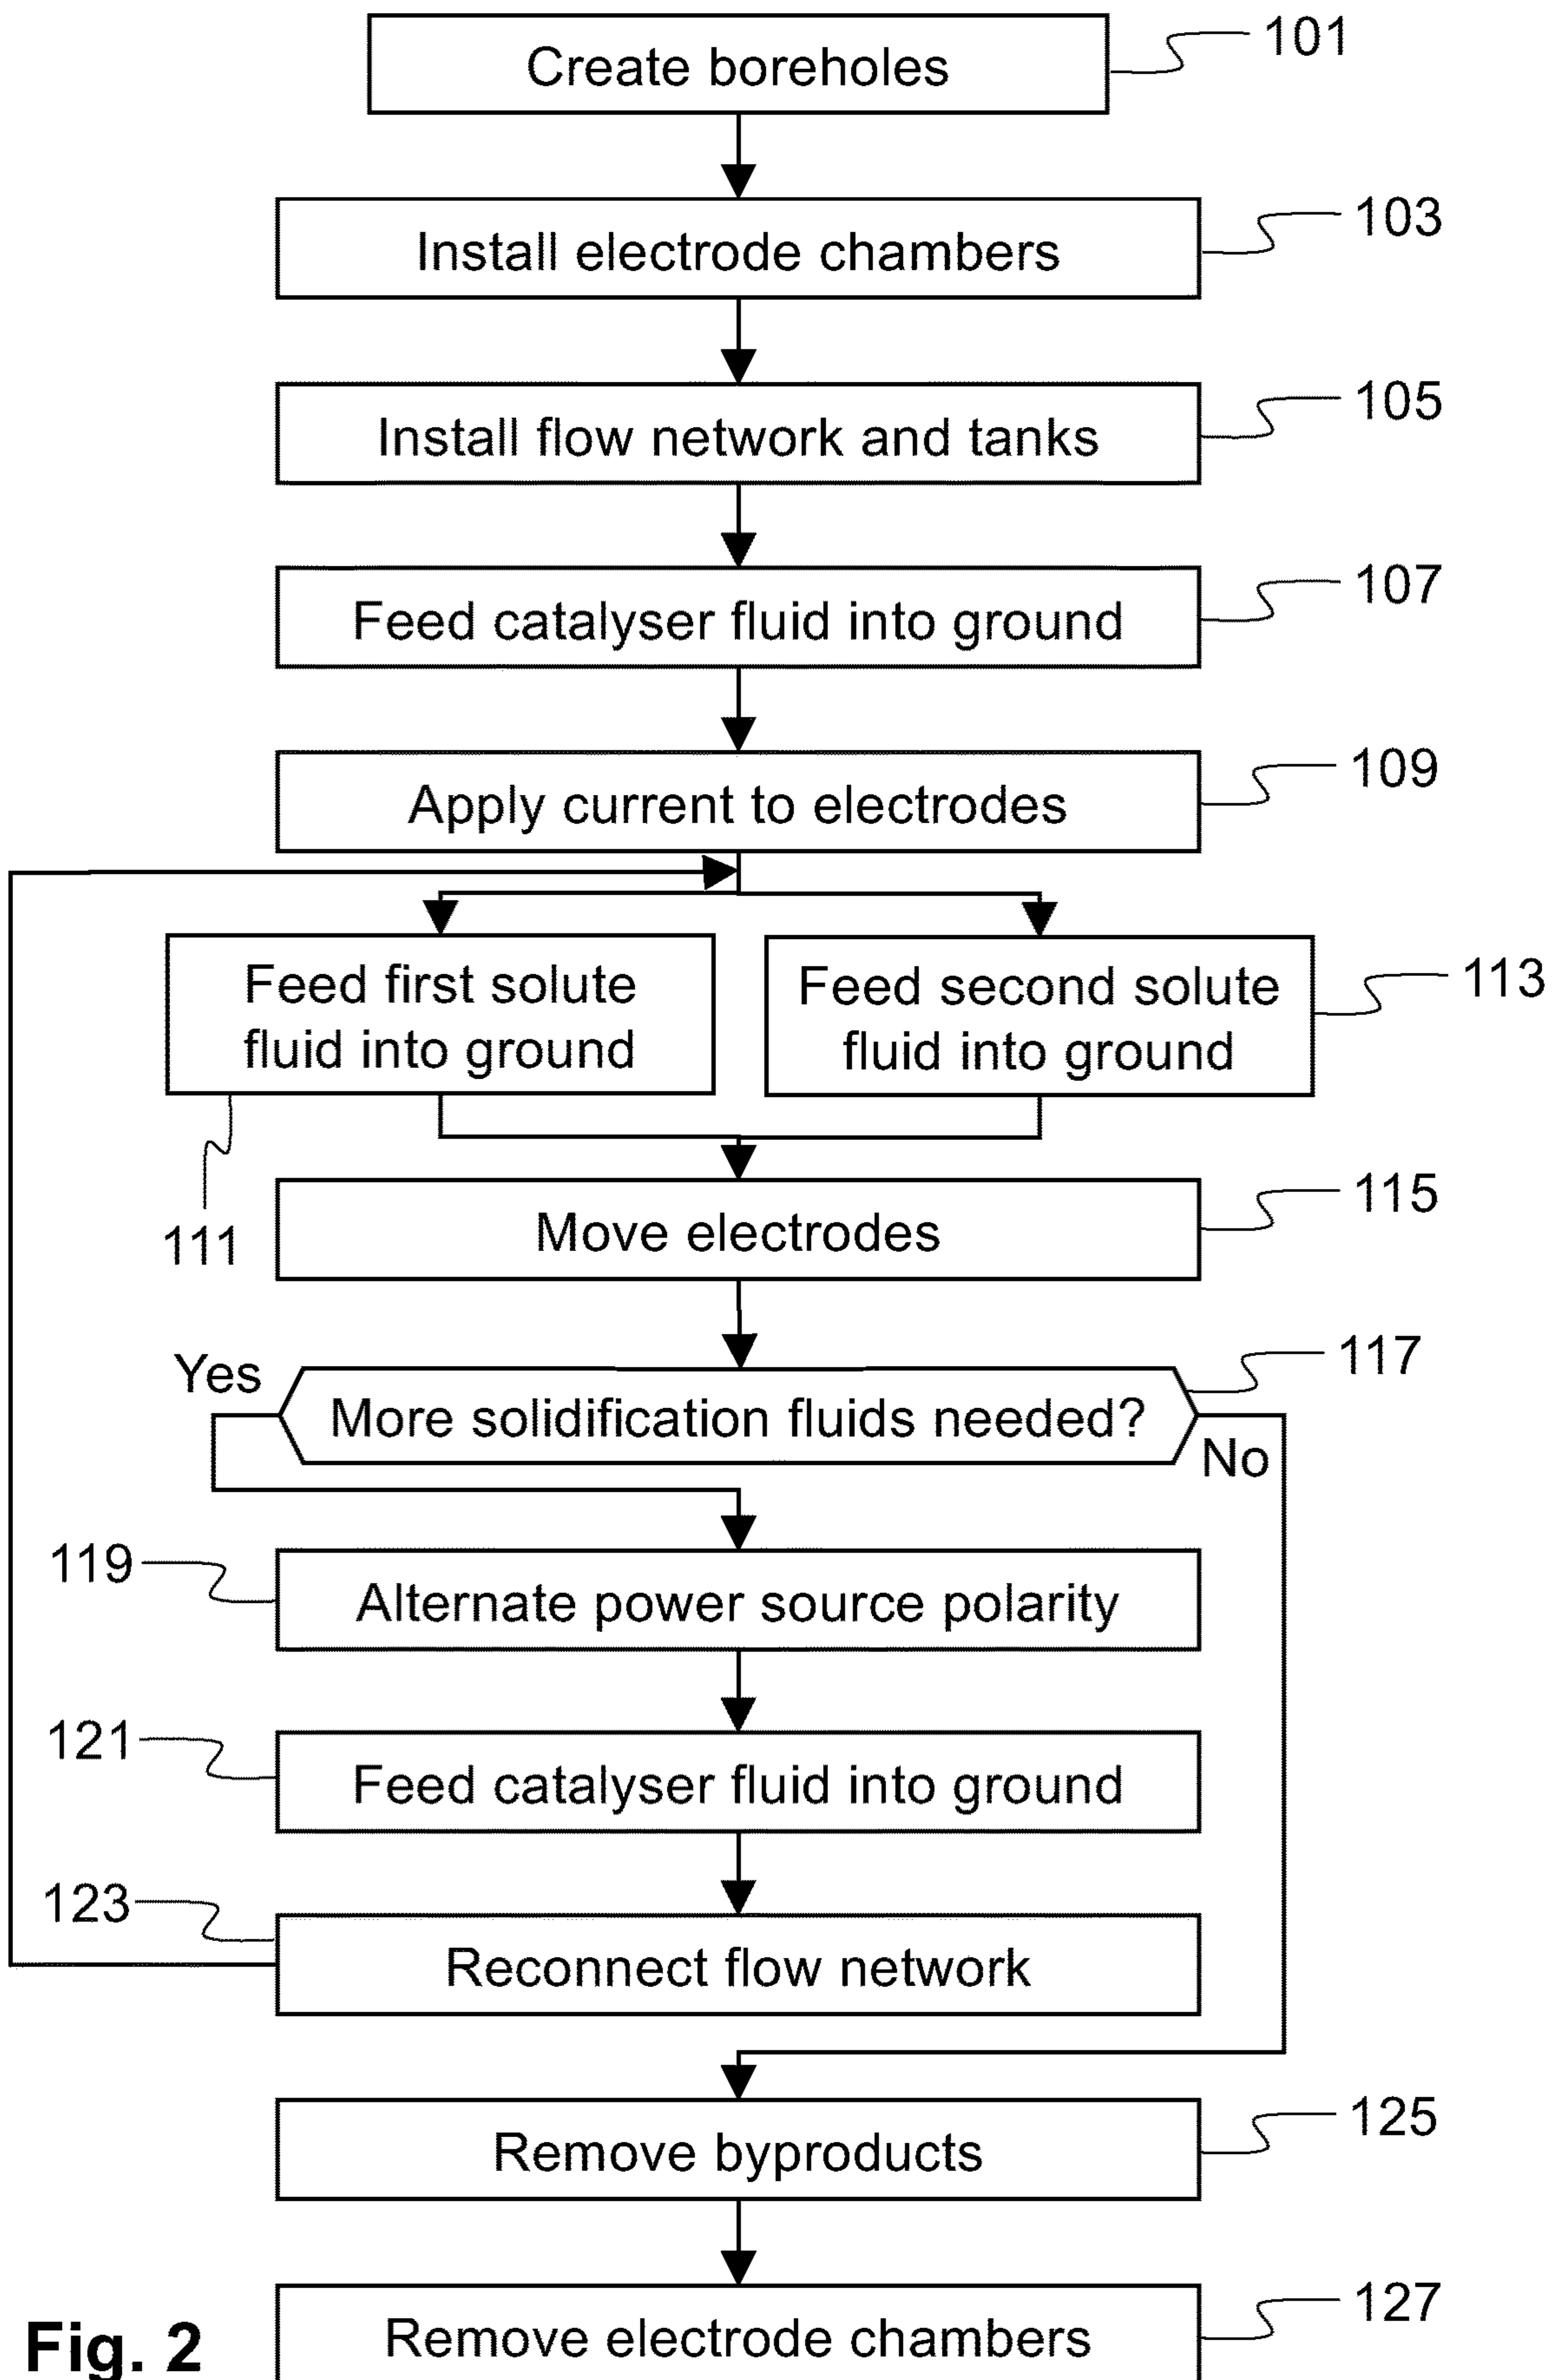 Create boreholes
101
Install electrode chambers
103
Install flow network and tanks
105
Feed catalyser fluid into ground
107
Apply current to electrodes
109
Feed first solute
fluid into ground
111
Feed second solute
fluid into ground
113
Move electrodes
115
More solidification fluids needed?
117
Yes
No
119
Alternate power source polarity
121
Feed catalyser fluid into ground
123
Reconnect flow network
Remove byproducts
125
Remove electrode chambers
127
Fig. 2